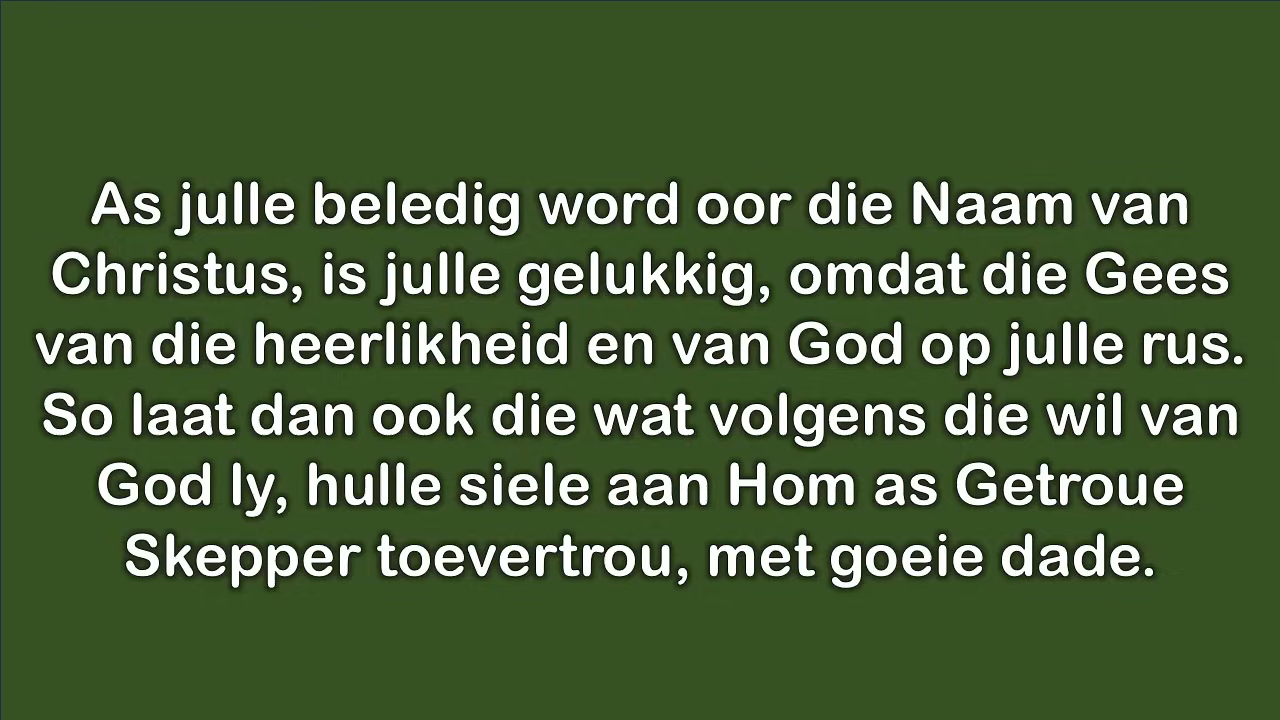 As julle beledig word oor die Naam van
Christus, is julle gelukkig, omdat die Gees
van die heerlikheid en van God op julle rus.
So laat dan ook die wat volgens die wil van
God ly, hulle siele aan Hom as Getroue
Skepper toevertrou, met goeie dade.